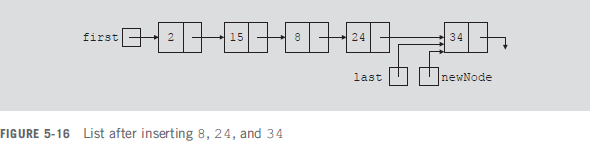 first 2 15 8 24 34
last newNode
FIGURE 5-16 List after inserting 8, 24, and 34